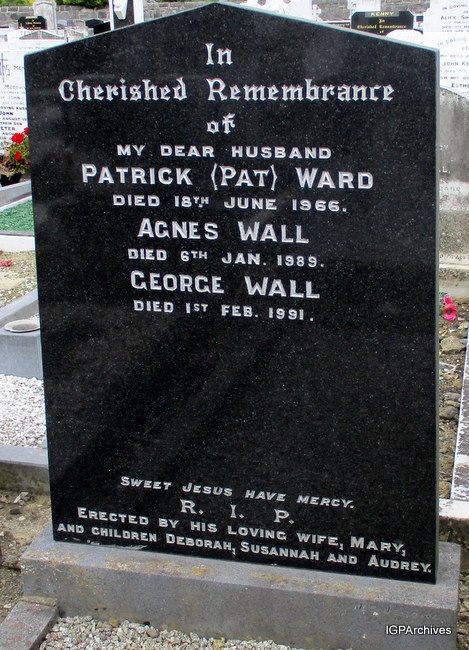 In
Cherished Remembrance
of
MY DEAR HUSBAND
PATRICK (PAT) WARD
DIED 18TH JUNE 1966.
AGNES WALL
DIED 6TH JAN. 1989.
GEORGE WALL
DIED 1ST FEB. 1991.
SWEET JESUS HAVE MERCY.
R. I. P.
ERECTED BY HIS LOVING WIFE, MARY,
AND CHILDREN DEBORAH, SUSANNAH AND AUDREY.
KENNY
IGPArchives